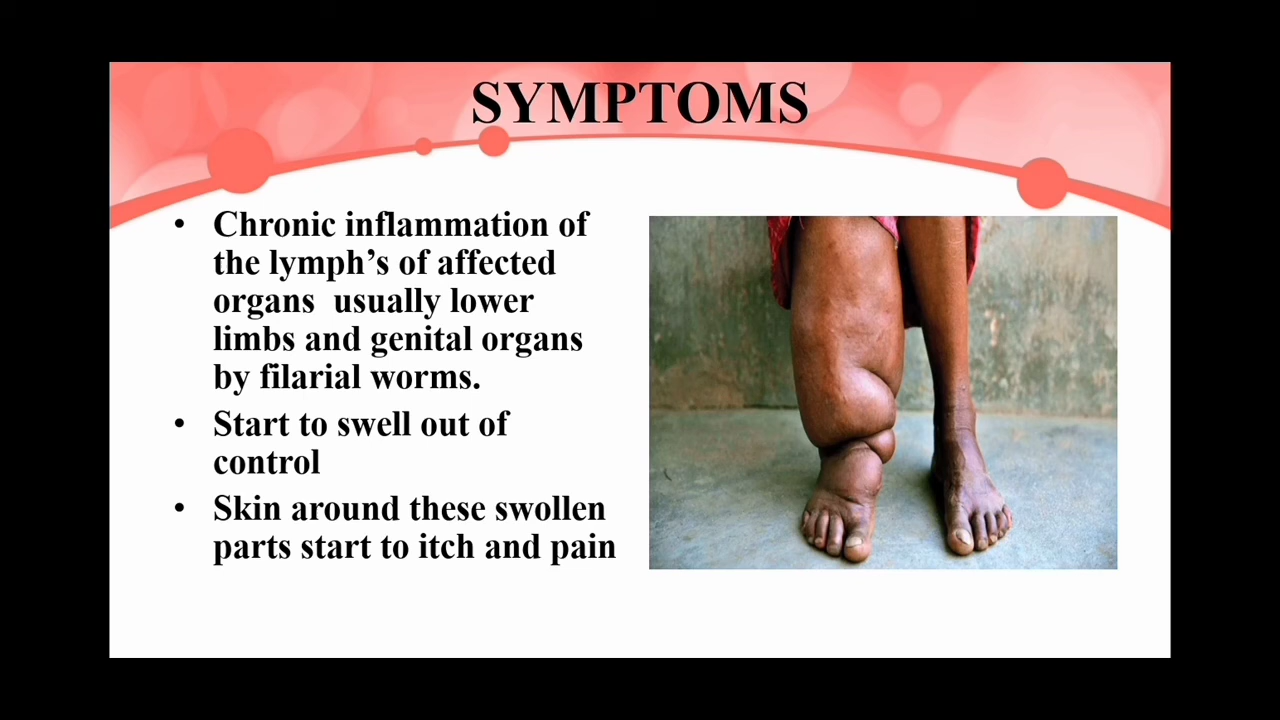 SYMPTOMS
• Chronic inflammation of
the lymph’s of affected
organs  usually lower
limbs and genital organs
by filarial worms.
• Start to swell out of
control
• Skin around these swollen
parts start to itch and pain